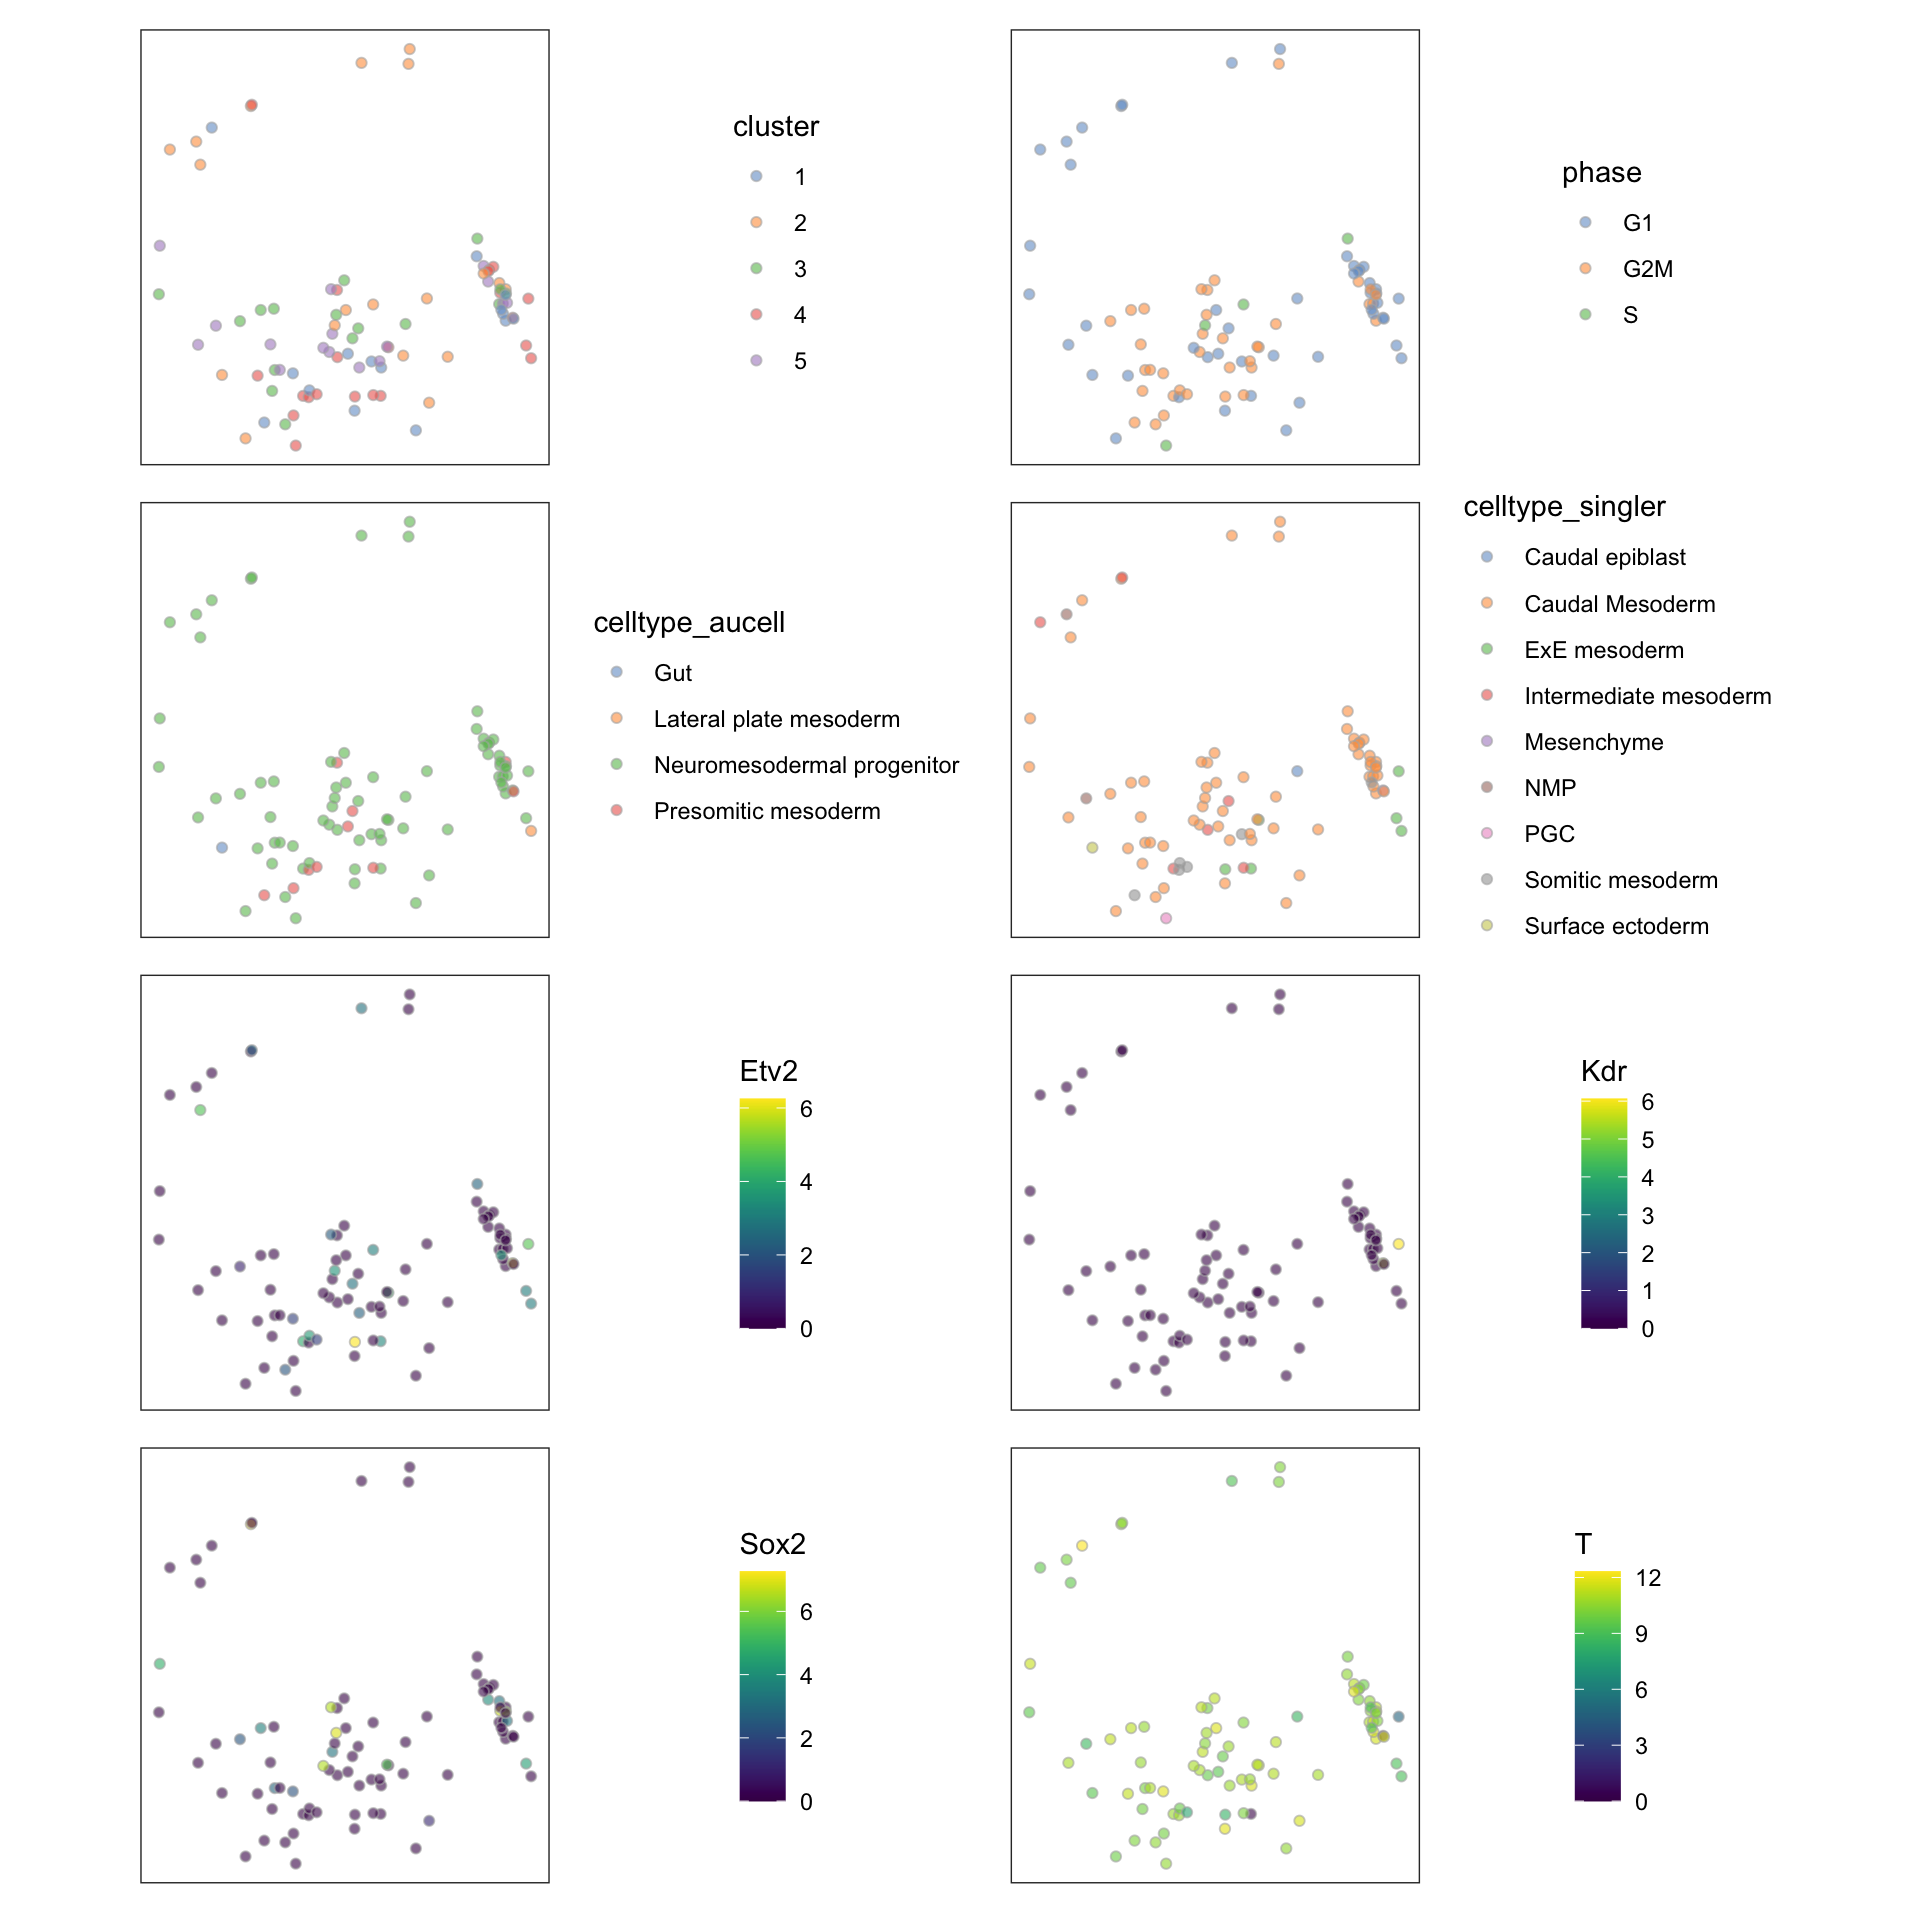 cluster
1
2
3
4
5
phase
G1
G2M
S
celltype_aucell
Gut
Lateral plate mesoderm
Neuromesodermal progenitor
Presomitic mesoderm
celltype_singler
Caudal epiblast
Caudal Mesoderm
ExE mesoderm
Intermediate mesoderm
Mesenchyme
NMP
PGC
Somitic mesoderm
Surface ectoderm
Etv2
6
4
2
0
Kdr
6
5
4
3
2
1
0
Sox2
6
4
2
0
T
12
9
6
3
0